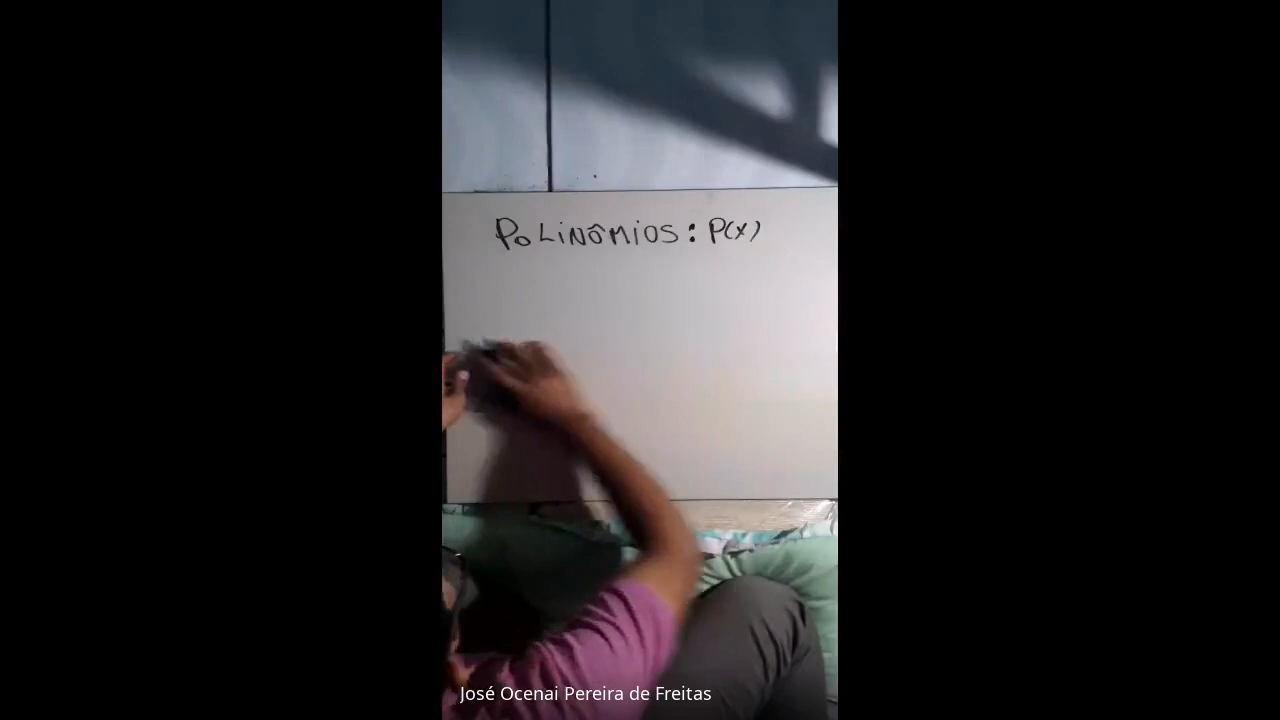 POLINÔMIOS: P(X)
José Ocenai Pereira de Freitas